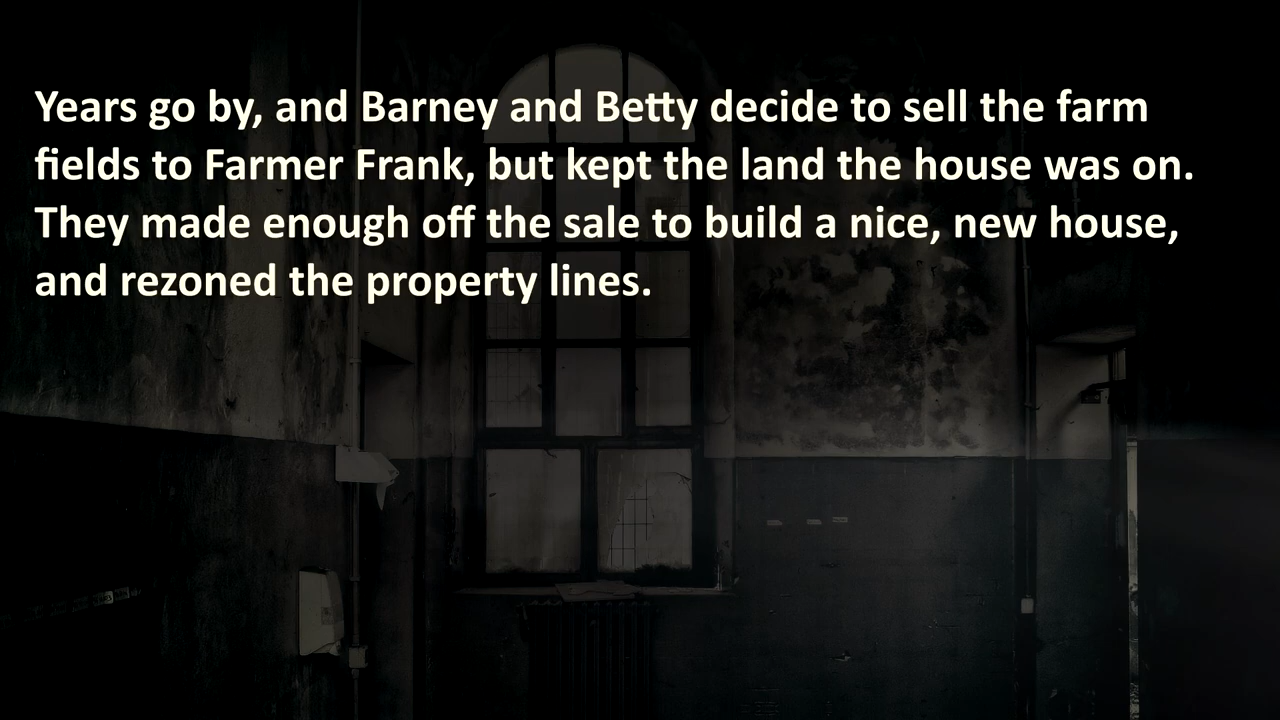 Years go by, and Barney and Betty decide to sell the farm
fields to Farmer Frank, but kept the land the house was on.
They made enough off the sale to build a nice, new house,
and rezoned the property lines.